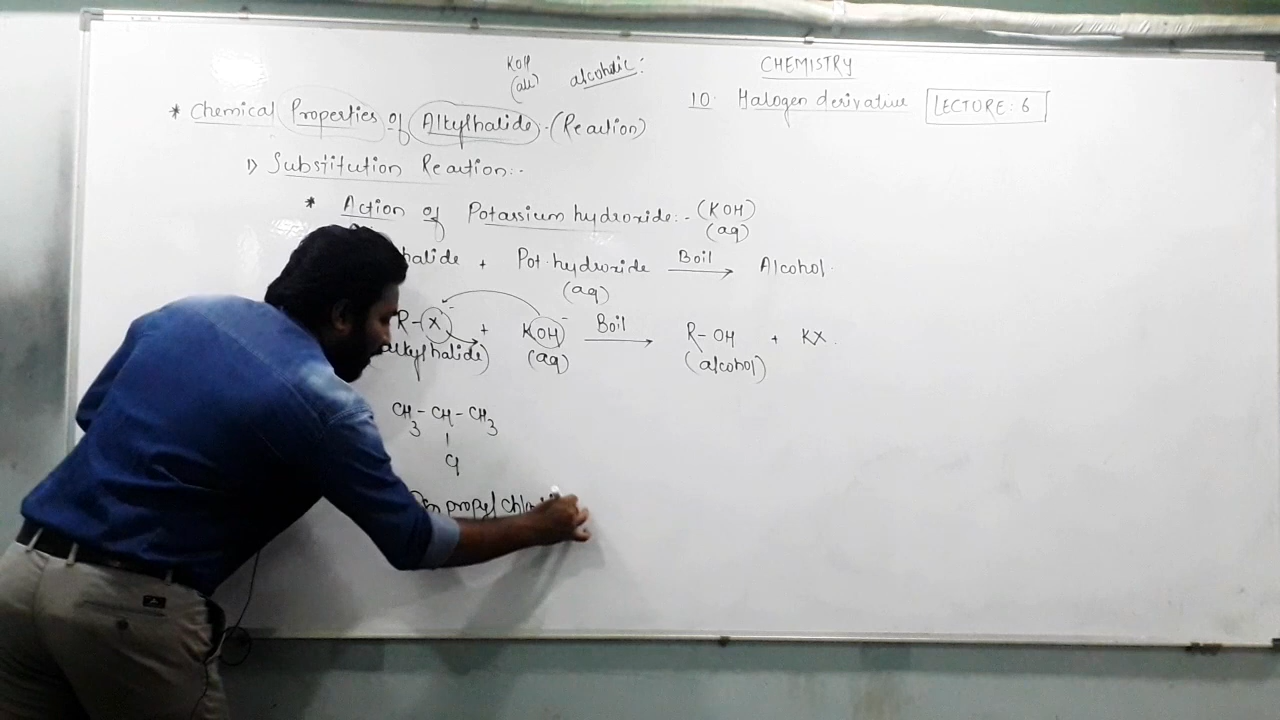 KOH
(alc)
alcoholic:
CHEMISTRY
10. Halogen derivative LECTURE: 6
* Chemical Properties of Alkylhalide. (Reaction)
1) Substitution Reaction:-
* Action of Potassium hydroxide:- (KOH)
(aq)
halide + Pot. hydroxide Boil → Alcohol.
(aq)
R-X + KOH⁻ Boil → R-OH + KX.
alkylhalide) (aq) (alcohol)
CH3-CH-CH3
|
Cl
propyl